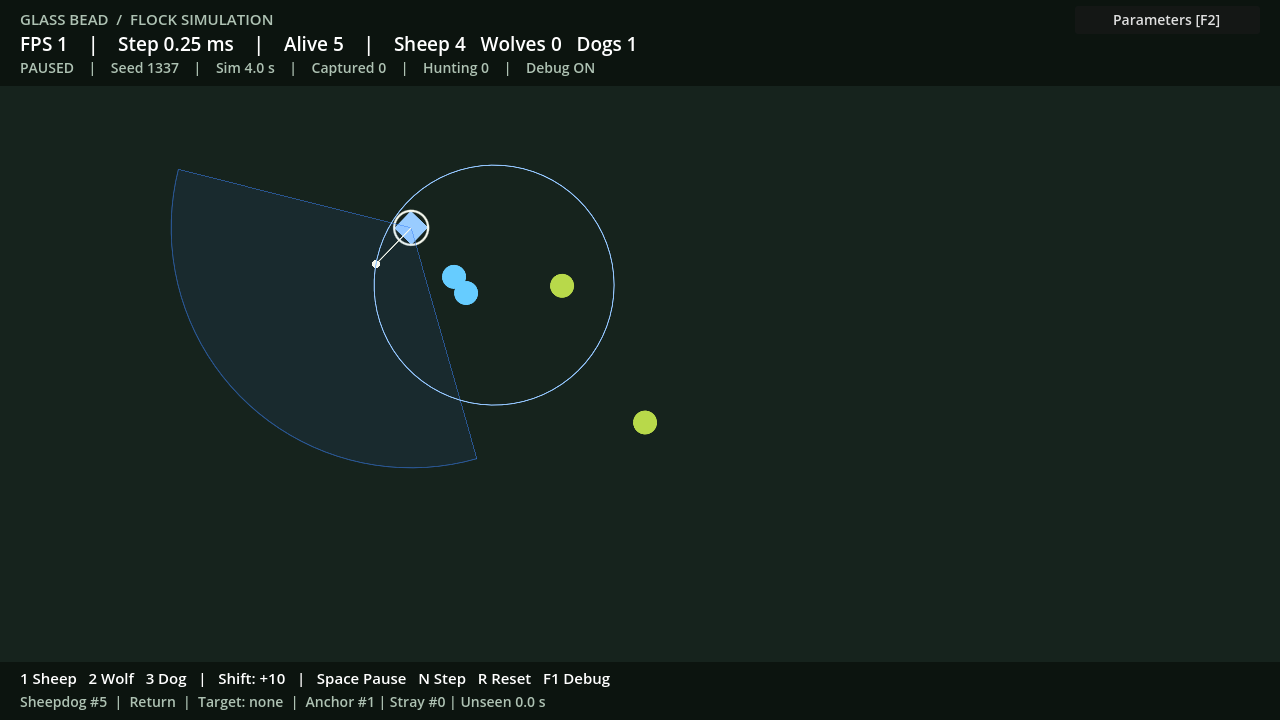 GLASS BEAD / FLOCK SIMULATION
Parameters [F2]
FPS 1 | Step 0.25 ms | Alive 5 | Sheep 4 Wolves 0 Dogs 1
PAUSED | Seed 1337 | Sim 4.0 s | Captured 0 | Hunting 0 | Debug ON
1 Sheep 2 Wolf 3 Dog | Shift: +10 | Space Pause N Step R Reset F1 Debug
Sheepdog #5 | Return | Target: none | Anchor #1 | Stray #0 | Unseen 0.0 s